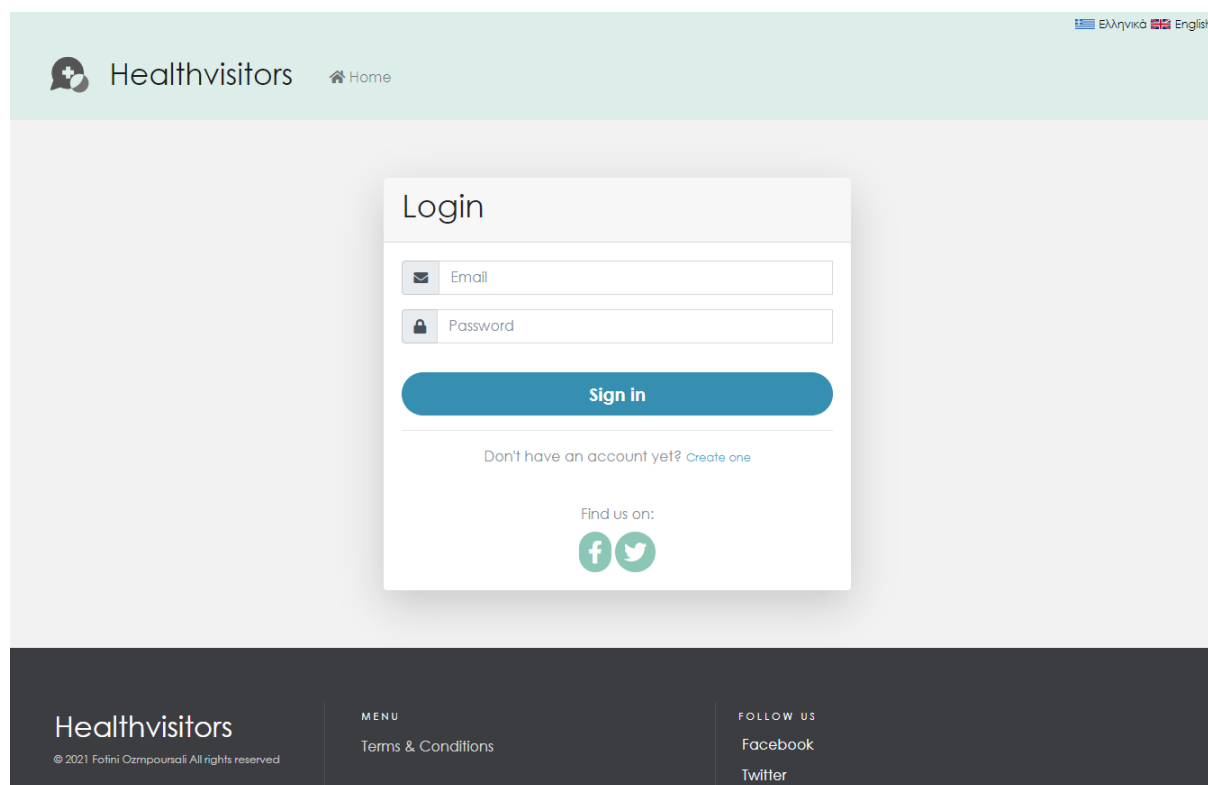 Ελληνικά English
Healthvisitors Home
Login
Email
Password
Sign in
Don't have an account yet? Create one
Find us on:
Healthvisitors
© 2021 Fotini Ozmpoursali All rights reserved
MENU
Terms & Conditions
FOLLOW US
Facebook
Twitter